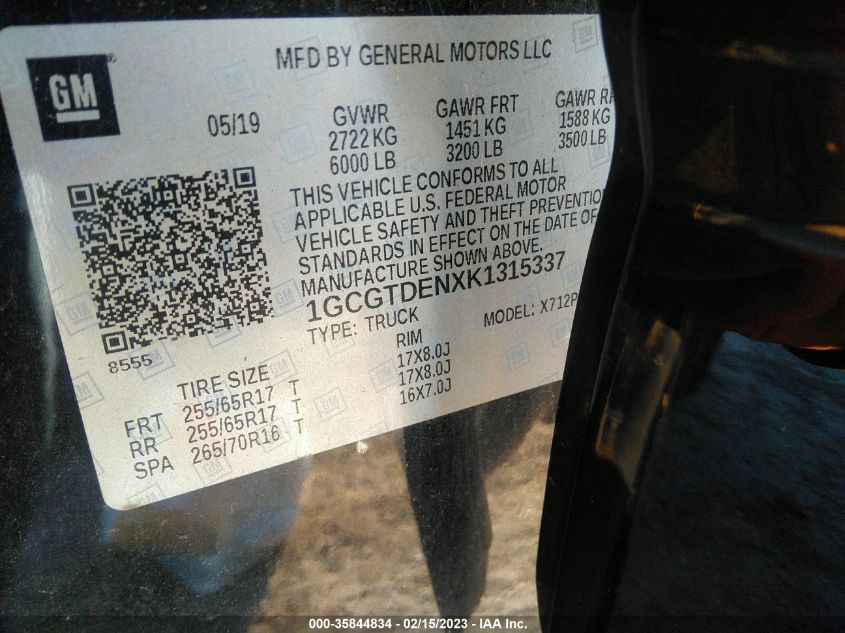 GM
MFD BY GENERAL MOTORS LLC
05/19
GVWR GAWR FRT GAWR
2722 KG 1451 KG 1588 KG
6000 LB 3200 LB 3500 LB
THIS VEHICLE CONFORMS TO ALL
APPLICABLE U.S. FEDERAL MOTOR
VEHICLE SAFETY AND THEFT PREVENTIO
STANDARDS IN EFFECT ON THE DATE OF
MANUFACTURE SHOWN ABOVE.
1GCGTDENXK1315337
TYPE: TRUCK MODEL: X712P
8555
TIRE SIZE RIM
FRT 255/65R17 T 17X8.0J
RR 255/65R17 T 17X8.0J
SPA 265/70R16 T 16X7.0J
000-35844834 - 02/15/2023 - IAA Inc.